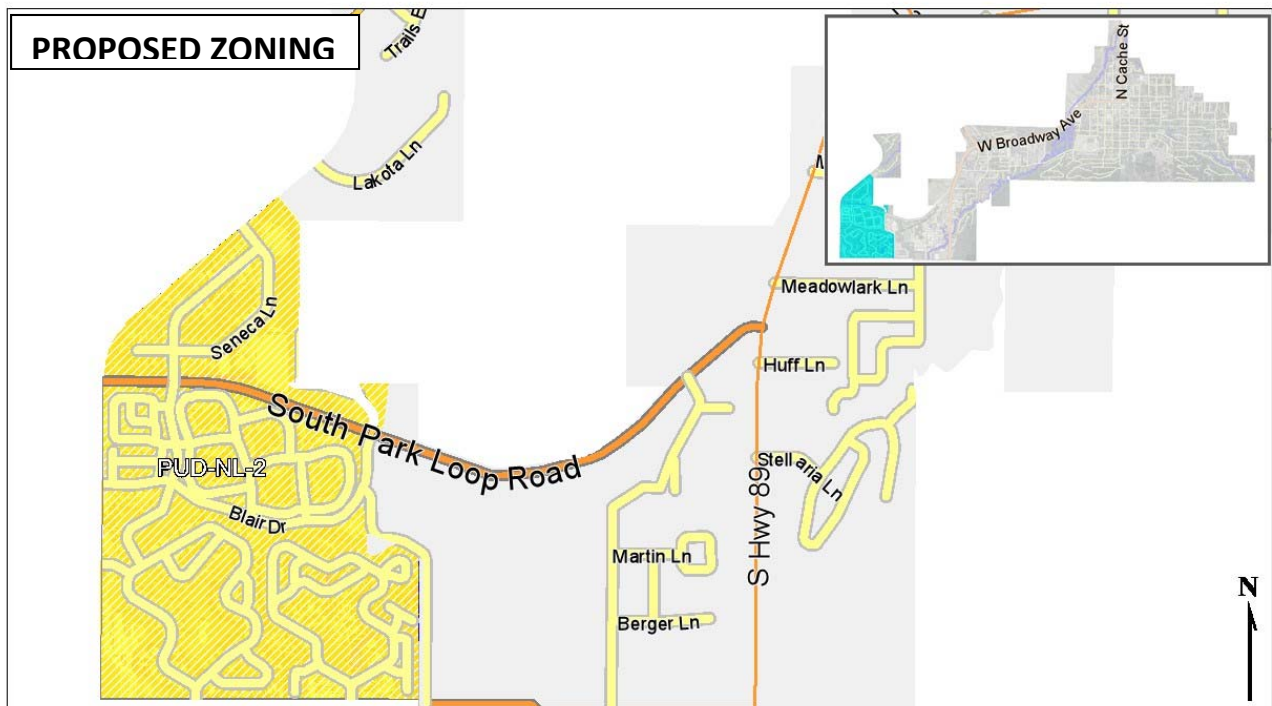 PROPOSED ZONING
Trails E
Lakota Ln
Seneca Ln
South Park Loop Road
PUD-NL-2
Blair Dr
Meadowlark Ln
Huff Ln
Stellaria Ln
S Hwy 89
Martin Ln
Berger Ln
N Cache St
W Broadway Ave
N